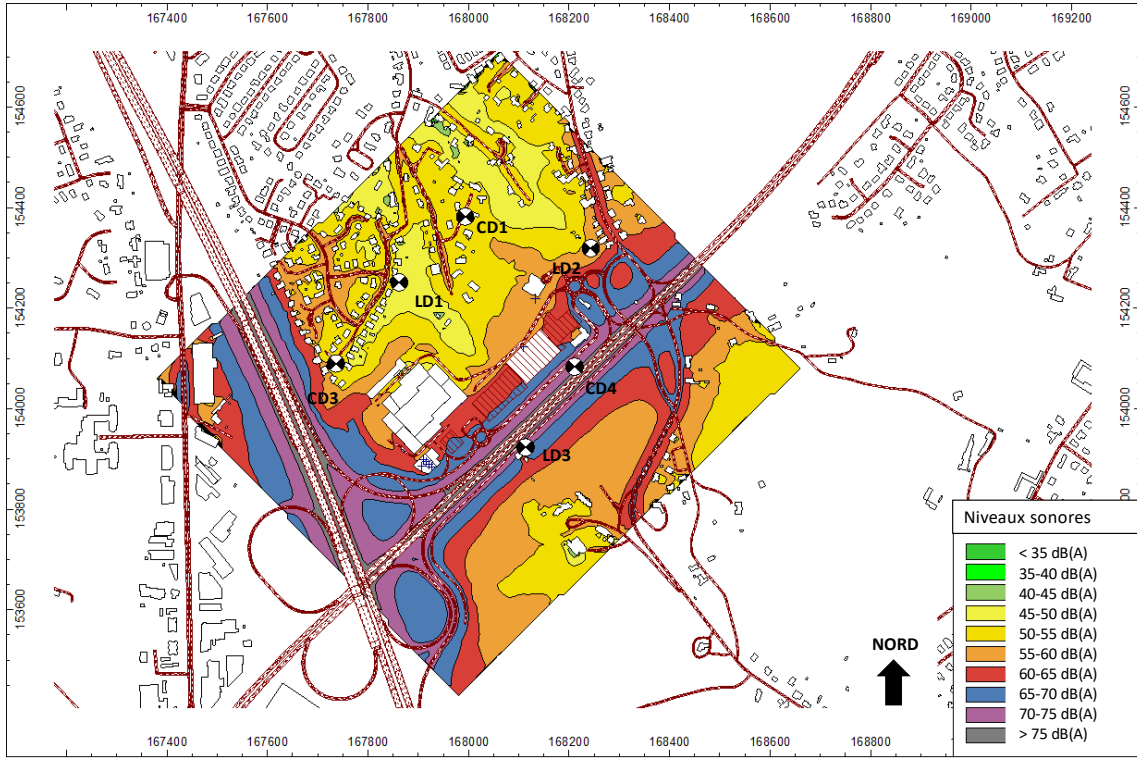 167400 167600 167800 168000 168200 168400 168600 168800 169000 169200
154600
154400
154200
154000
153800
153600
154600
154400
154200
154000
CD1
LD2
LD1
CD3
CD4
LD3
NORD
Niveaux sonores
< 35 dB(A)
35-40 dB(A)
40-45 dB(A)
45-50 dB(A)
50-55 dB(A)
55-60 dB(A)
60-65 dB(A)
65-70 dB(A)
70-75 dB(A)
> 75 dB(A)
167400 167600 167800 168000 168200 168400 168600 168800